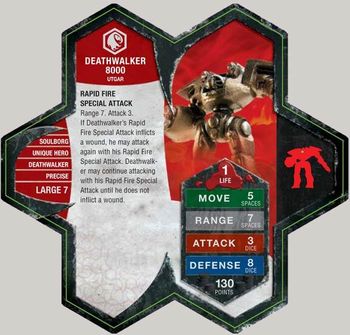 DEATHWALKER
8000
UTGAR
RAPID FIRE
SPECIAL ATTACK
Range 7. Attack 3.
If Deathwalker's Rapid
Fire Special Attack inflicts
a wound, he may attack
again with his Rapid Fire
Special Attack. Deathwalk-
er may continue attacking
with his Rapid Fire Special
Attack until he does not
inflict a wound.
SOULBORG
UNIQUE HERO
DEATHWALKER
PRECISE
LARGE 7
1
LIFE
MOVE 5
SPACES
RANGE 7
SPACES
ATTACK 3
DICE
DEFENSE 8
DICE
130
POINTS